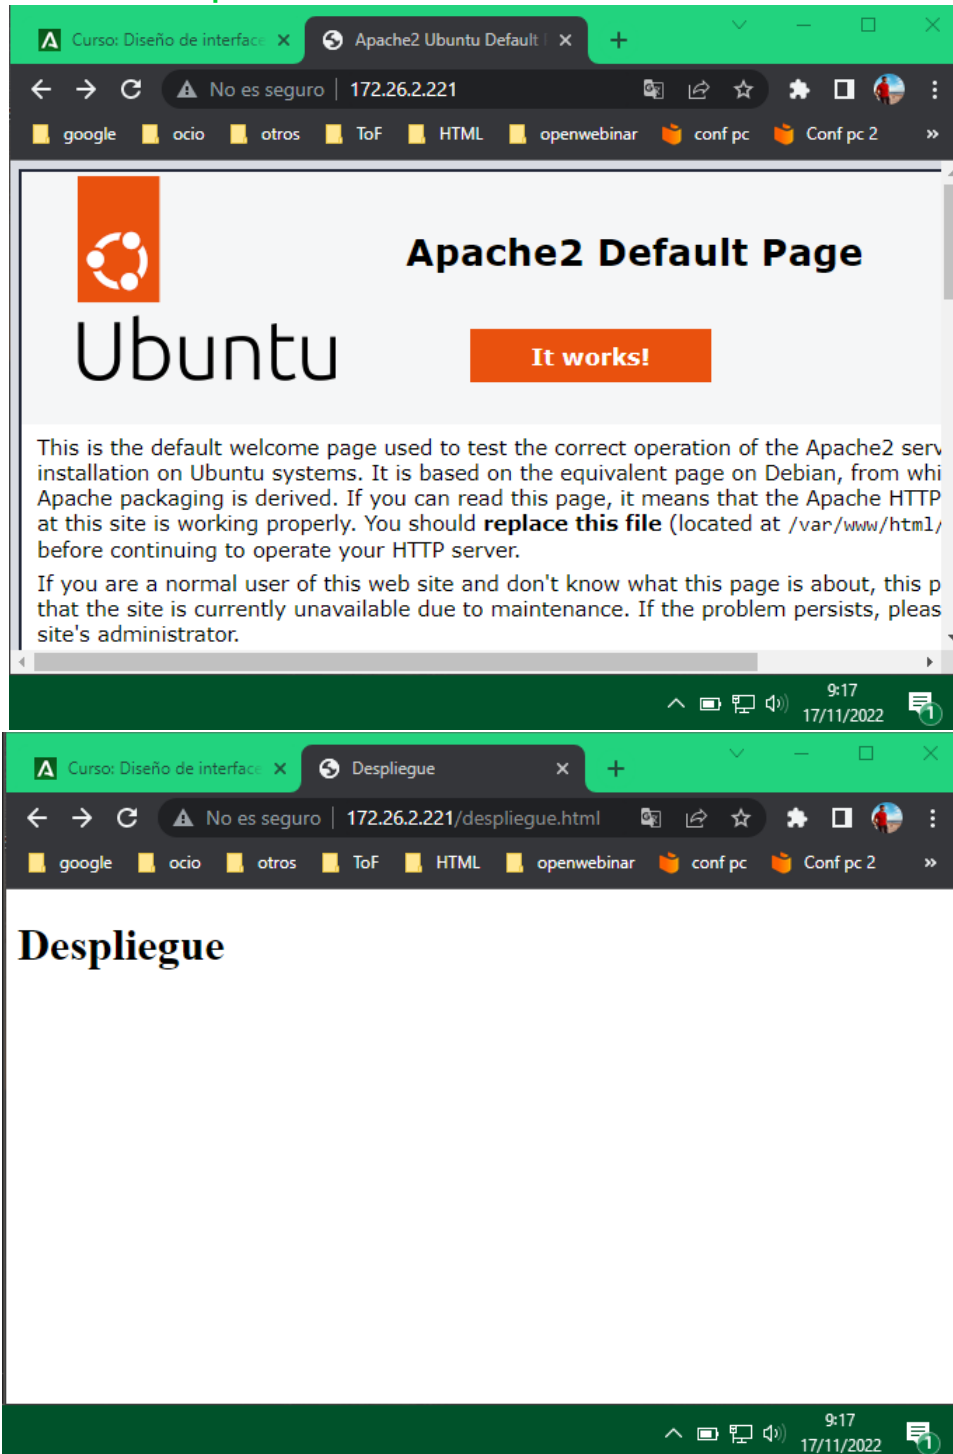 Curso: Diseño de interface
Apache2 Ubuntu Default
No es seguro | 172.26.2.221
google ocio otros ToF HTML openwebinar conf pc Conf pc 2 »
Ubuntu
Apache2 Default Page
It works!
This is the default welcome page used to test the correct operation of the Apache2 serv
installation on Ubuntu systems. It is based on the equivalent page on Debian, from whi
Apache packaging is derived. If you can read this page, it means that the Apache HTTP
at this site is working properly. You should replace this file (located at /var/www/html/
before continuing to operate your HTTP server.
If you are a normal user of this web site and don't know what this page is about, this p
that the site is currently unavailable due to maintenance. If the problem persists, pleas
site's administrator.
9:17
17/11/2022
1
Curso: Diseño de interface
Despliegue
No es seguro | 172.26.2.221/despliegue.html
google ocio otros ToF HTML openwebinar conf pc Conf pc 2 »
Despliegue
9:17
17/11/2022
1